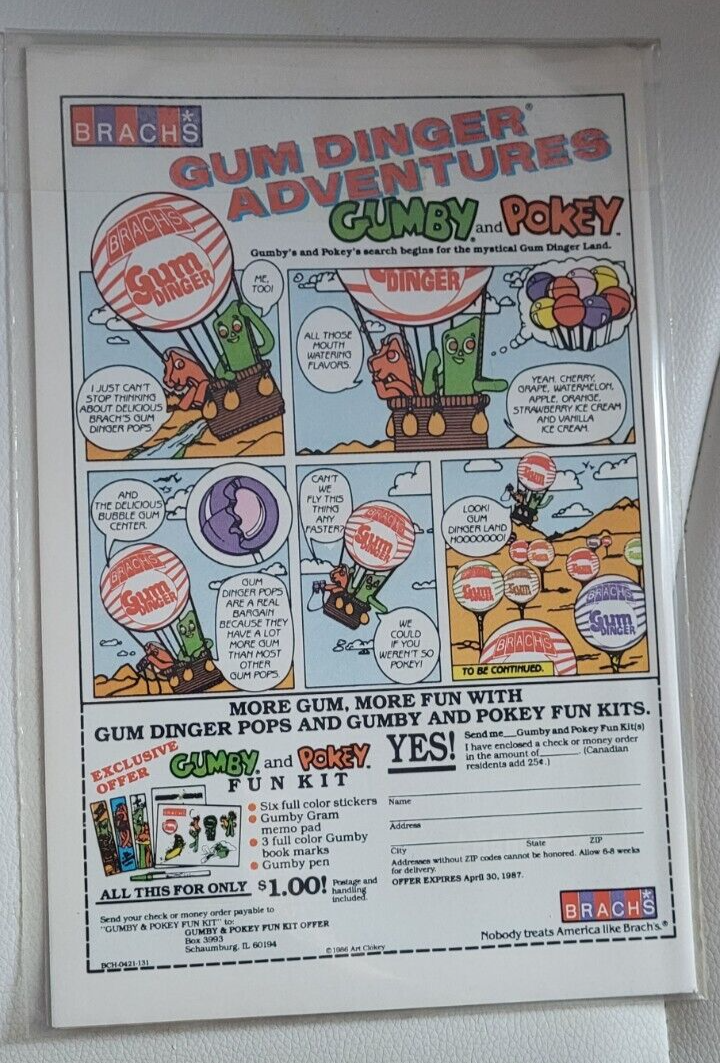 BRACH'S
GUM DINGER®
ADVENTURES
GUMBY and POKEY™
Gumby's and Pokey's search begins for the mystical Gum Dinger Land.
BRACH'S
Gum
DINGER
ME,
TOO!
I JUST CAN'T
STOP THINKING
ABOUT DELICIOUS
BRACH'S GUM
DINGER POPS.
DINGER
ALL THOSE
MOUTH
WATERING
FLAVORS.
YEAH, CHERRY,
GRAPE, WATERMELON,
APPLE, ORANGE,
STRAWBERRY ICE CREAM
AND VANILLA
ICE CREAM.
AND
THE DELICIOUS
BUBBLE GUM
CENTER.
BRACH'S
Gum
DINGER
GUM
DINGER POPS
ARE A REAL
BARGAIN
BECAUSE THEY
HAVE A LOT
MORE GUM
THAN MOST
OTHER
GUM POPS.
CAN'T
WE
FLY THIS
THING
ANY
FASTER?
BRACH'S
Gum
DINGER
WE
COULD
IF YOU
WEREN'T SO
POKEY!
LOOK!
GUM
DINGER LAND
HOOOOOOO!
Gum
Gum
BRACH'S
Gum
DINGER
BRACH'S
TO BE CONTINUED.
MORE GUM, MORE FUN WITH
GUM DINGER POPS AND GUMBY AND POKEY FUN KITS.
EXCLUSIVE
OFFER
GUMBY and POKEY.
FUN KIT
Six full color stickers
Gumby Gram
memo pad
3 full color Gumby
book marks
Gumby pen
ALL THIS FOR ONLY $1.00! Postage and
handling
included.
Send your check or money order payable to
"GUMBY & POKEY FUN KIT" to:
GUMBY & POKEY FUN KIT OFFER
Box 3993
Schaumburg, IL 60194
BCH-0421-131
© 1986 Art Clokey
YES! Send me__Gumby and Pokey Fun Kit(s)
I have enclosed a check or money order
in the amount of______. (Canadian
residents add 25¢.)
Name
Address
City State ZIP
Addresses without ZIP codes cannot be honored. Allow 6-8 weeks
for delivery.
OFFER EXPIRES April 30, 1987.
BRACH'S
Nobody treats America like Brach's.®